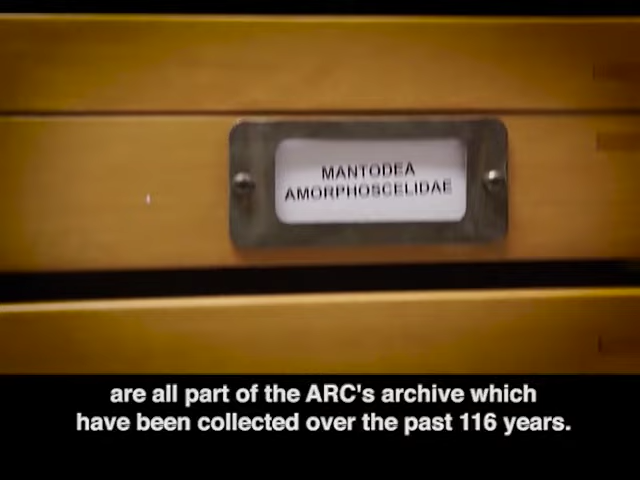 MANTODEA
AMORPHOSCELIDAE
are all part of the ARC's archive which
have been collected over the past 116 years.